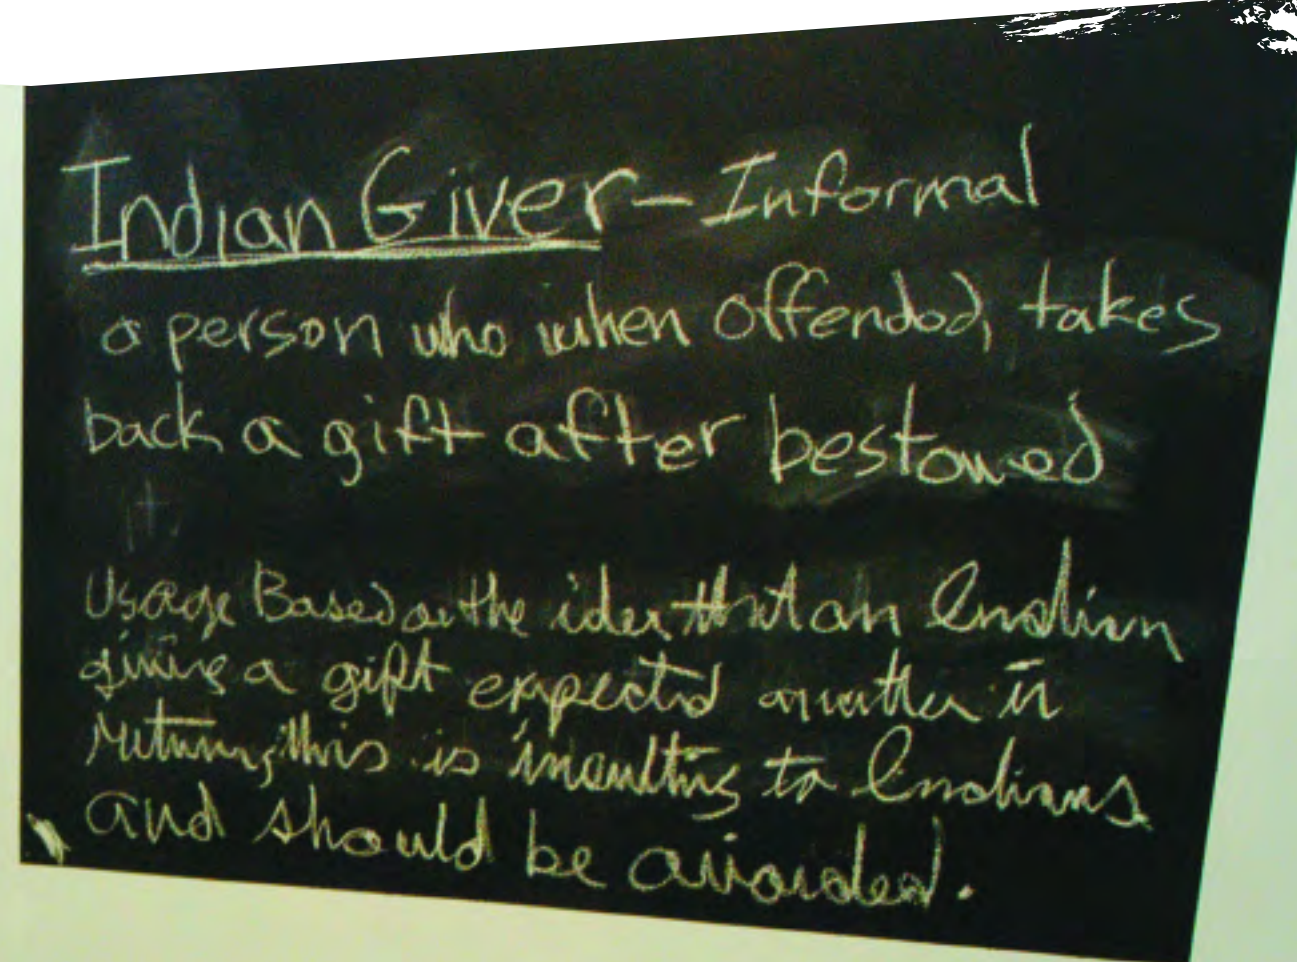 Indian Giver - Informal
a person who when offended, takes
back a gift after bestowed
it.
Usage Based on the idea that an Indian
giving a gift expected another in
return, this is insulting to Indians
and should be avoided.